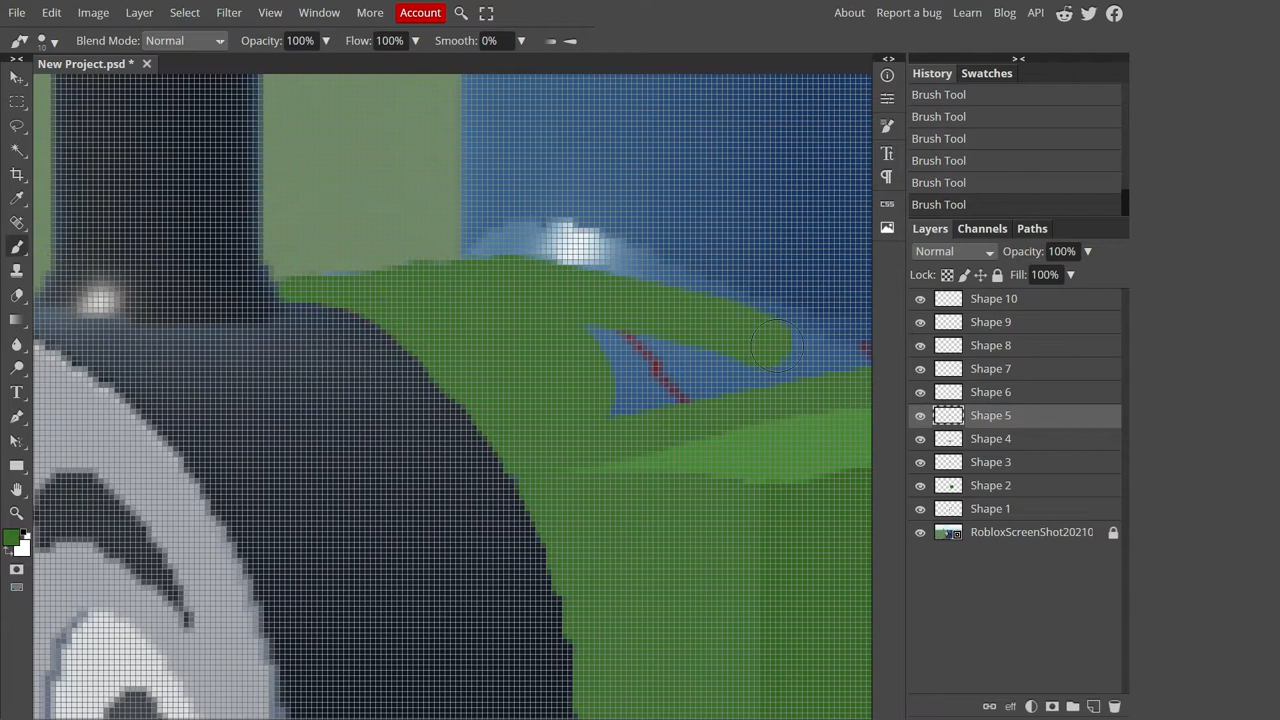 File Edit Image Layer Select Filter View Window More Account About Report a bug Learn Blog API
10 Blend Mode: Normal Opacity: 100% Flow: 100% Smooth: 0%
New Project.psd *
History Swatches
Brush Tool
Brush Tool
Brush Tool
Brush Tool
Brush Tool
Brush Tool
Layers Channels Paths
Normal Opacity: 100%
Lock: Fill: 100%
Shape 10
Shape 9
Shape 8
Shape 7
Shape 6
Shape 5
Shape 4
Shape 3
Shape 2
Shape 1
RobloxScreenShot20210
CSS
eff